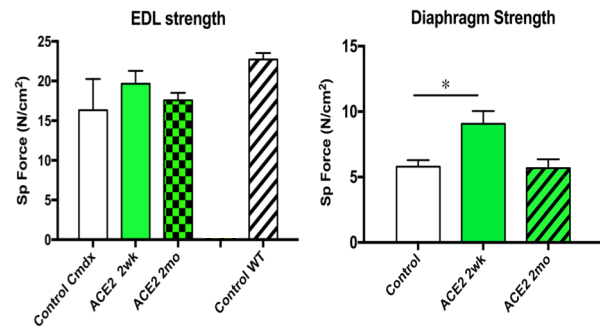 EDL strength
Sp Force (N/cm²)
25
20
15
10
5
0
Control Cmdx
ACE2 2wk
ACE2 2mo
Control WT
Diaphragm Strength
Sp Force (N/cm²)
15
10
5
0
*
Control
ACE2 2wk
ACE2 2mo